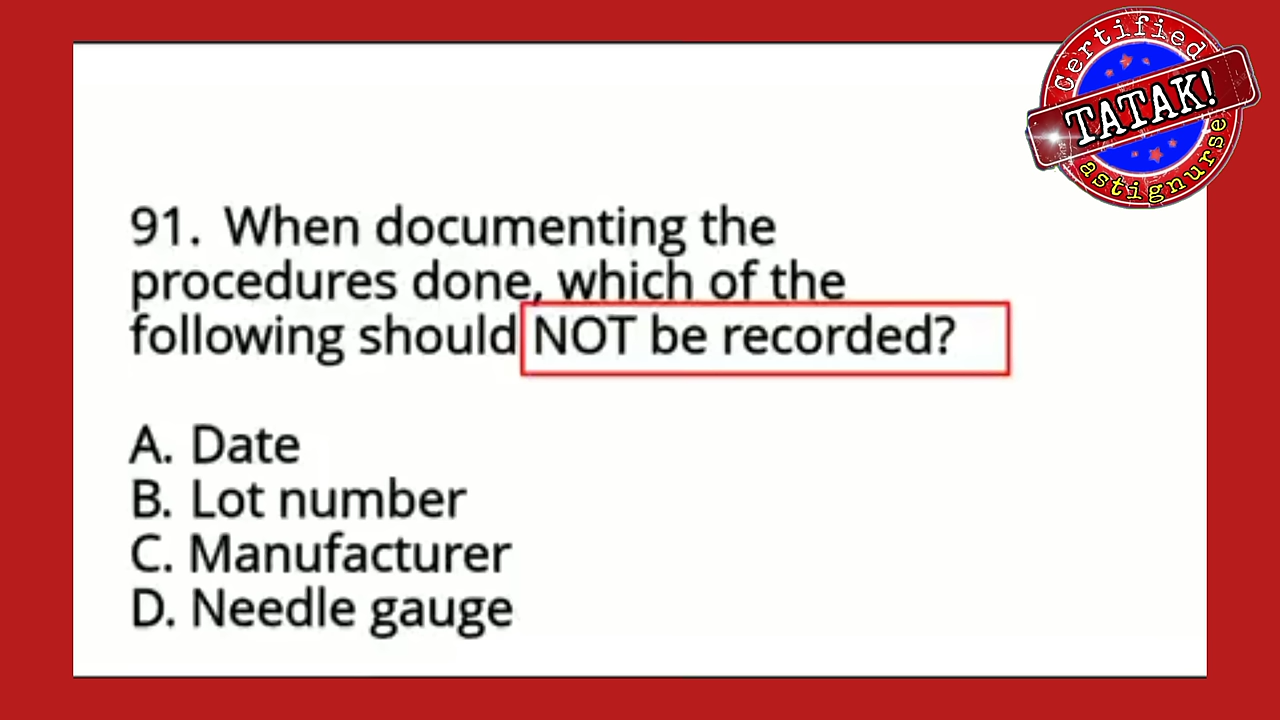 Certified
TATAK!
astignurse
91. When documenting the
procedures done, which of the
following should NOT be recorded?
A. Date
B. Lot number
C. Manufacturer
D. Needle gauge